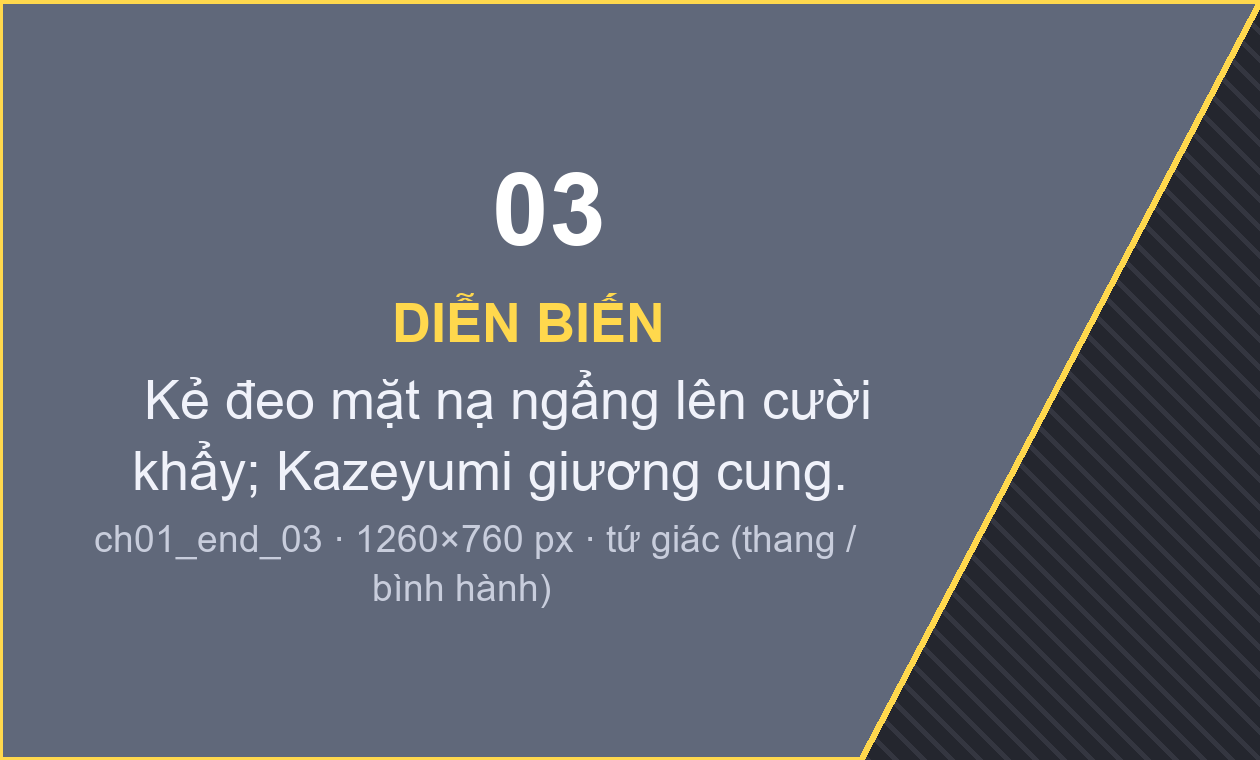 03
DIỄN BIẾN
Kẻ đeo mặt nạ ngẩng lên cười
khẩy; Kazeyumi giương cung.
ch01_end_03 · 1260×760 px · tứ giác (thang /
bình hành)